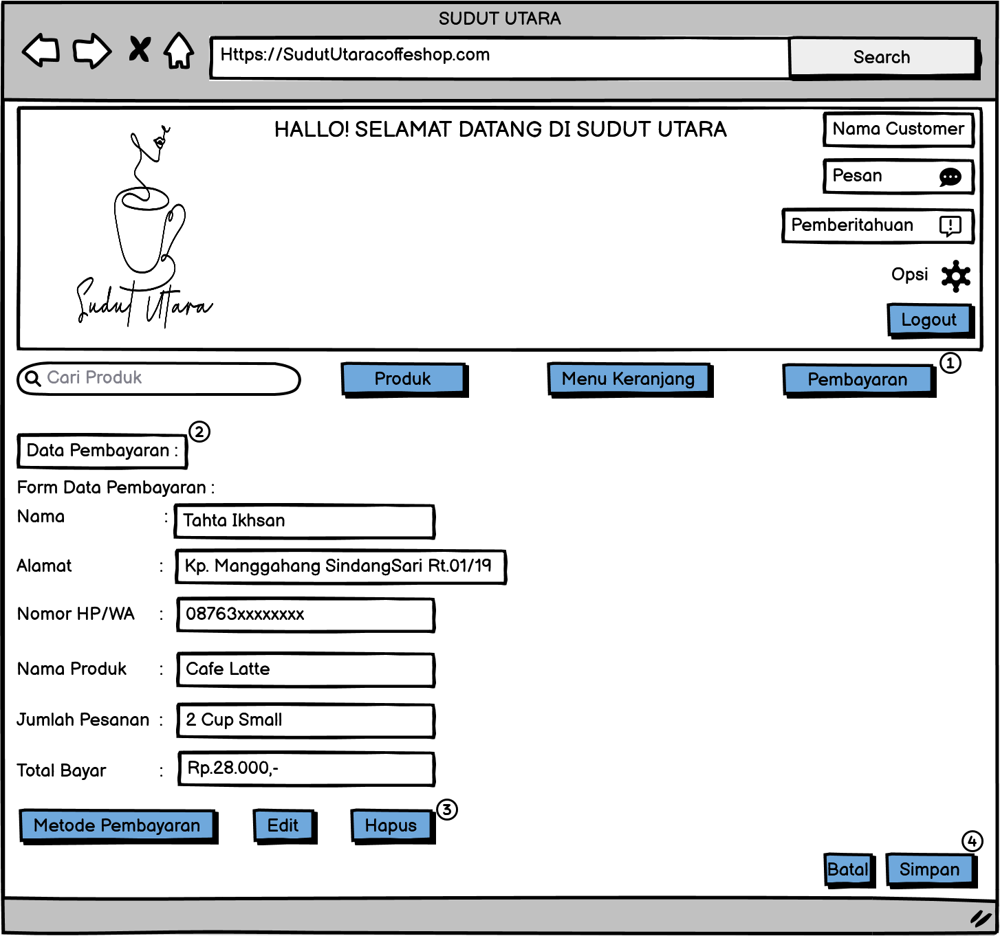 SUDUT UTARA
Https://SudutUtaracoffeshop.com
Search
HALLO! SELAMAT DATANG DI SUDUT UTARA
Nama Customer
Pesan
Pemberitahuan
Opsi
Logout
Sudut Utara
Cari Produk
Produk
Menu Keranjang
Pembayaran
1
Data Pembayaran :
2
Form Data Pembayaran :
Nama : Tahta Ikhsan
Alamat : Kp. Manggahang SindangSari Rt.01/19
Nomor HP/WA : 08763xxxxxxxx
Nama Produk : Cafe Latte
Jumlah Pesanan : 2 Cup Small
Total Bayar : Rp.28.000,-
Metode Pembayaran
Edit
Hapus
3
Batal
Simpan
4